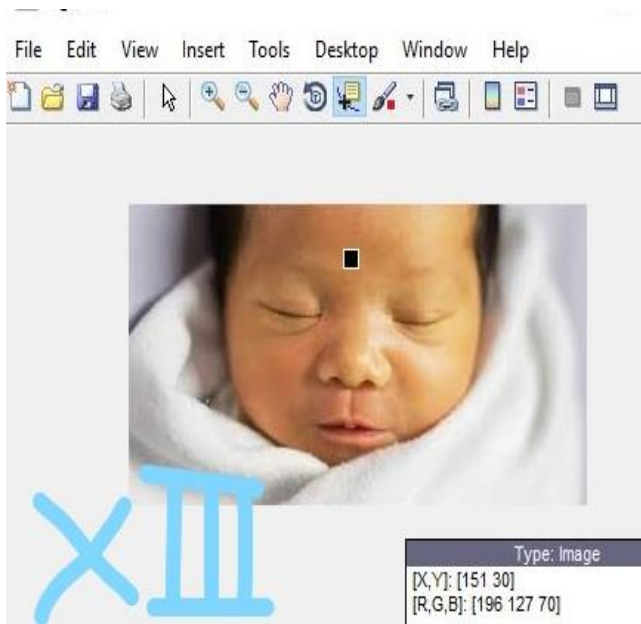 File Edit View Insert Tools Desktop Window Help
XIII
Type: Image
[X,Y]: [151 30]
[R,G,B]: [196 127 70]